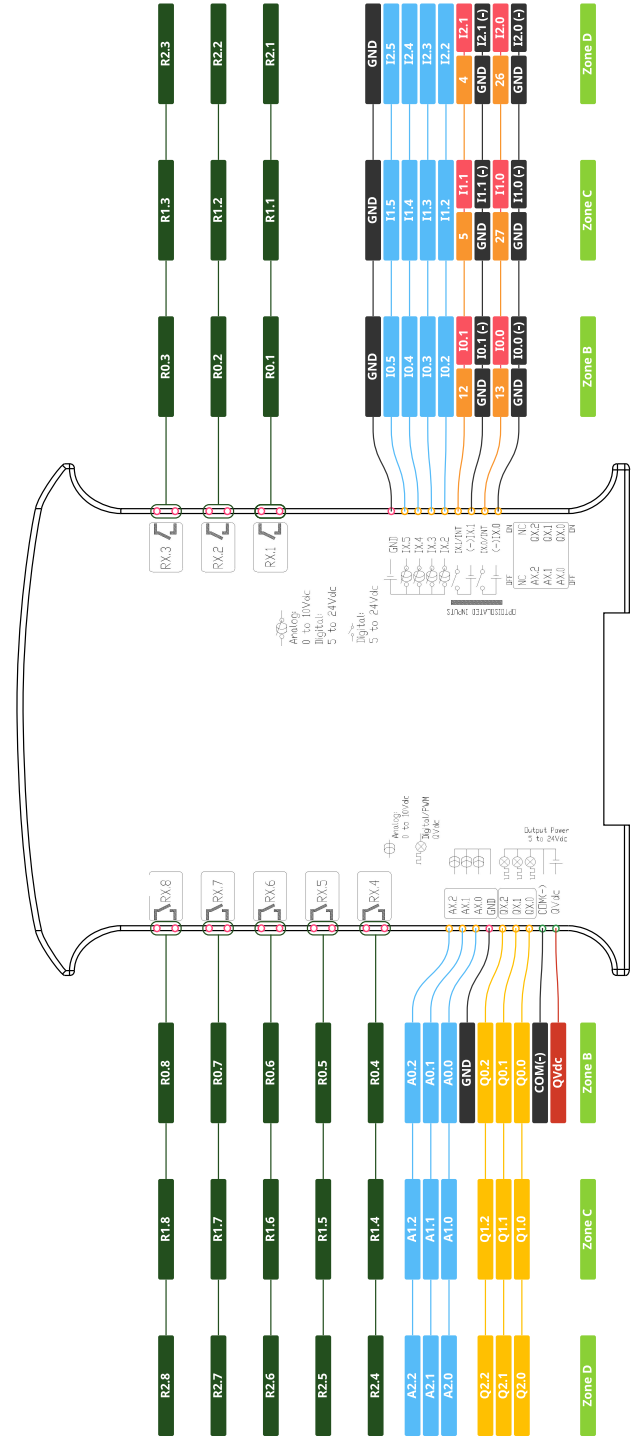 R2.8 R1.8 R0.8 RX.8 RX.3 R0.3 R1.3 R2.3
R2.7 R1.7 R0.7 RX.7 RX.2 R0.2 R1.2 R2.2
R2.6 R1.6 R0.6 RX.6 RX.1 R0.1 R1.1 R2.1
R2.5 R1.5 R0.5 RX.5
R2.4 R1.4 R0.4 RX.4
Analog:
0 to 10Vdc
Digital:
5 to 24Vdc
Digital:
5 to 24Vdc
Analog:
0 to 10Vdc
Digital/PWM
QVdc
GND GND GND GND
IX.5 I0.5 I1.5 I2.5
IX.4 I0.4 I1.4 I2.4
IX.3 I0.3 I1.3 I2.3
IX.2 I0.2 I1.2 I2.2
IX.1/INT 12 I0.1 5 I1.1 4 I2.1
(-)IX.1 GND I0.1 (-) GND I1.1 (-) GND I2.1 (-)
IX.0/INT 13 I0.0 27 I1.0 26 I2.0
(-)IX.0 GND I0.0 (-) GND I1.0 (-) GND I2.0 (-)
OPTOISOLATED INPUTS
OFF ON
NC NC
AX.2 QX.2
AX.1 QX.1
AX.0 QX.0
OFF ON
A2.2 A1.2 A0.2 AX.2
A2.1 A1.1 A0.1 AX.1
A2.0 A1.0 A0.0 AX.0
GND GND
Q2.2 Q1.2 Q0.2 QX.2
Q2.1 Q1.1 Q0.1 QX.1
Q2.0 Q1.0 Q0.0 QX.0
COM(-) COM(-)
QVdc QVdc
Output Power
5 to 24Vdc
Zone D Zone C Zone B Zone B Zone C Zone D